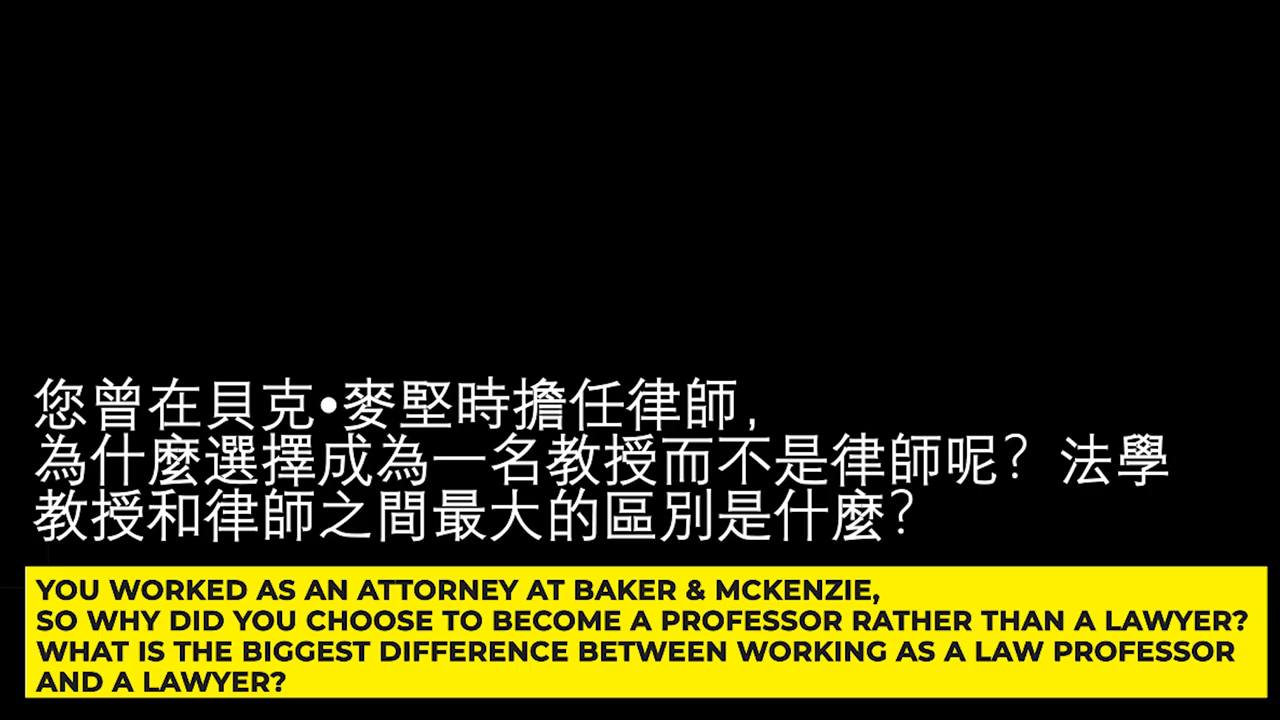 您曾在貝克•麥堅時擔任律師，
為什麼選擇成為一名教授而不是律師呢？法學
教授和律師之間最大的區別是什麼？
YOU WORKED AS AN ATTORNEY AT BAKER & MCKENZIE,
SO WHY DID YOU CHOOSE TO BECOME A PROFESSOR RATHER THAN A LAWYER?
WHAT IS THE BIGGEST DIFFERENCE BETWEEN WORKING AS A LAW PROFESSOR
AND A LAWYER?